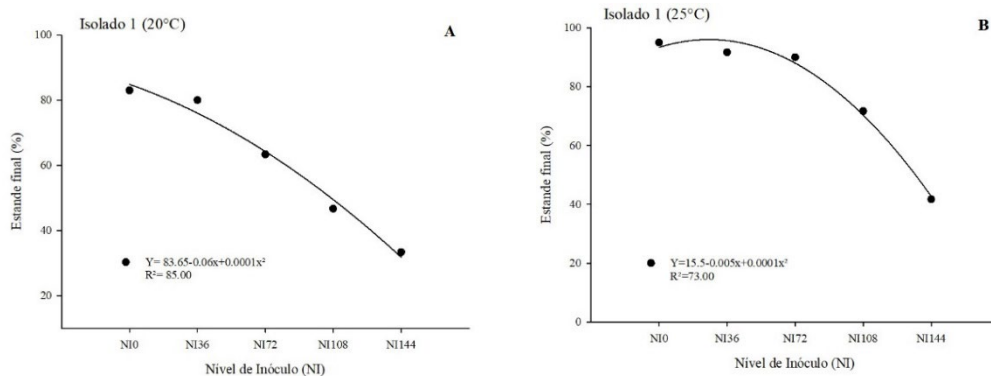 Isolado 1 (20°C)
A
100
80
60
40
20
Estande final (%)
Y= 83.65-0.06x+0.0001x²
R²= 85.00
NI0 NI36 NI72 NI108 NI144
Nível de Inóculo (NI)
Isolado 1 (25°C)
B
100
80
60
40
20
0
Estande final (%)
Y=15.5-0.005x+0.0001x²
R²=73.00
NI0 NI36 NI72 NI108 NI144
Nível de Inóculo (NI)